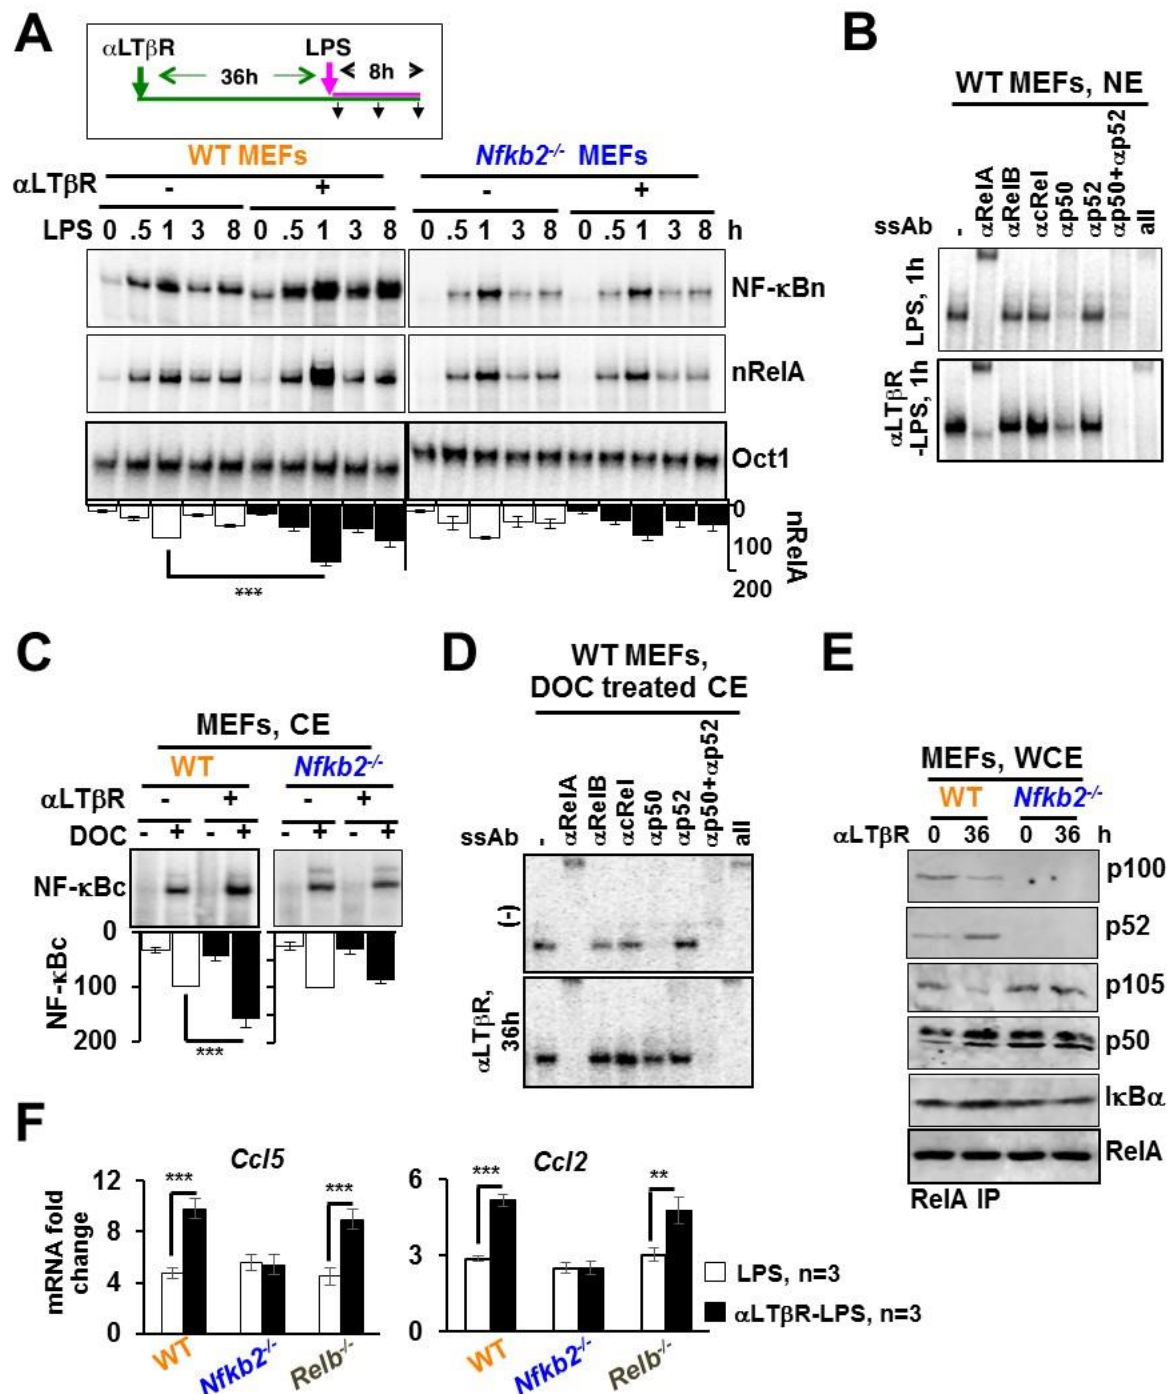 A
αLTβR
LPS
36h
8h
WT MEFs
Nfkb2-/- MEFs
αLTβR - + - +
LPS 0 .5 1 3 8 0 .5 1 3 8 0 .5 1 3 8 0 .5 1 3 8 h
NF-κBn
nRelA
Oct1
0
100
200
nRelA
¥¥¥
B
WT MEFs, NE
ssAb - αRelA αRelB αcRel αp50 αp52 αp50+αp52 all
LPS, 1h
αLTβR
-LPS, 1h
C
MEFs, CE
WT Nfkb2-/-
αLTβR - + - +
DOC - + - + - + - +
NF-κBc
0
100
200
NF-κBc
***
D
WT MEFs,
DOC treated CE
ssAb - αRelA αRelB αcRel αp50 αp52 αp50+αp52 all
(-)
αLTβR,
36h
E
MEFs, WCE
WT Nfkb2-/-
αLTβR 0 36 0 36 h
p100
p52
p105
p50
IκBα
RelA
RelA IP
F
Ccl5
12
8
4
0
mRNA fold
change
*** ***
WT Nfkb2-/- Relb-/-
Ccl2
6
3
0
*** **
WT Nfkb2-/- Relb-/-
LPS, n=3
αLTβR-LPS, n=3